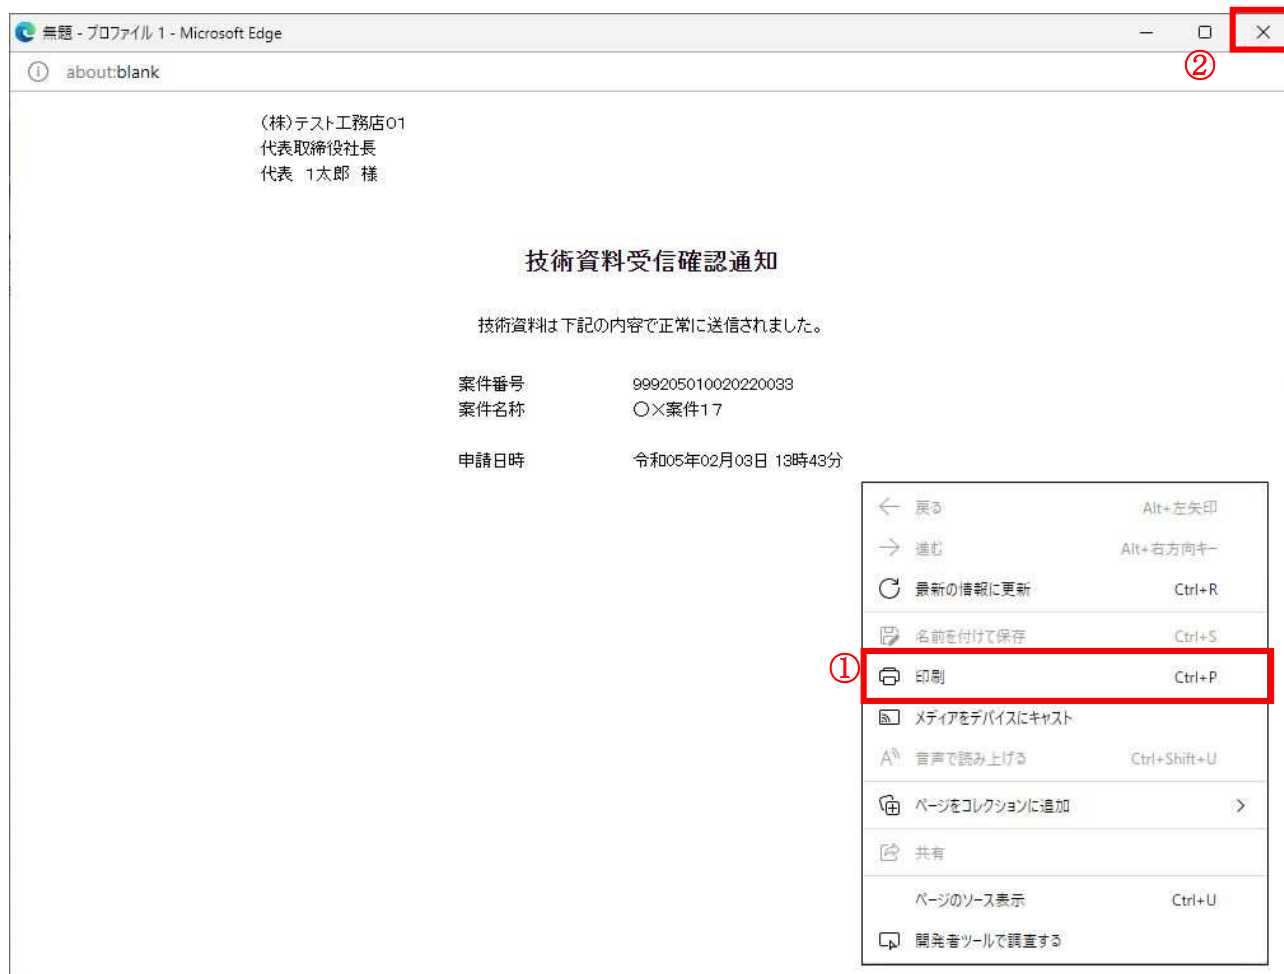 無題 - プロファイル 1 - Microsoft Edge
②
about:blank
(株)テスト工務店01
代表取締役社長
代表 1太郎 様
技術資料受信確認通知
技術資料は下記の内容で正常に送信されました。
案件番号 999205010020220033
案件名称 〇×案件17
申請日時 令和05年02月03日 13時43分
戻る Alt+左矢印
進む Alt+右方向キー
最新の情報に更新 Ctrl+R
名前を付けて保存 Ctrl+S
① 印刷 Ctrl+P
メディアをデバイスにキャスト
音声で読み上げる Ctrl+Shift+U
ページをコレクションに追加
共有
ページのソース表示 Ctrl+U
開発者ツールで調査する